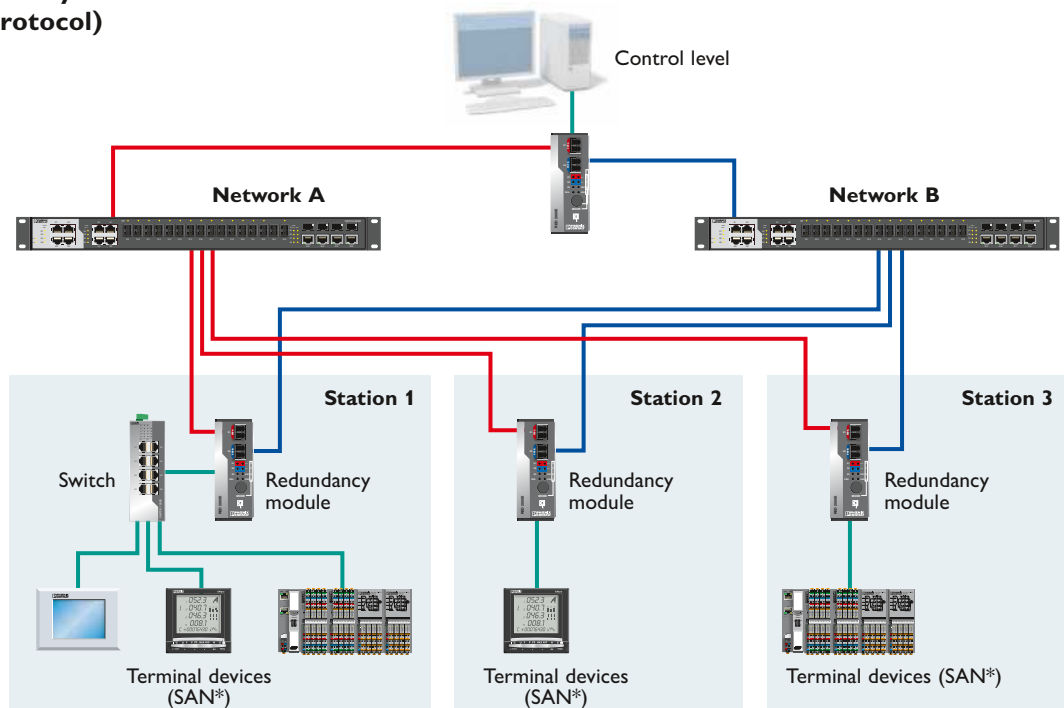 rotocol)
Control level
Network A
Network B
Station 1
Station 2
Station 3
Switch
Redundancy
module
Redundancy
module
Redundancy
module
Terminal devices
(SAN*)
Terminal devices
(SAN*)
Terminal devices (SAN*)